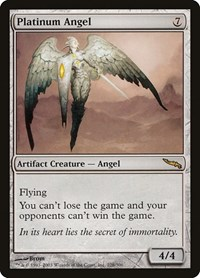 Platinum Angel 7
Artifact Creature — Angel
Flying
You can't lose the game and your
opponents can't win the game.
In its heart lies the secret of immortality.
Brom
4/4